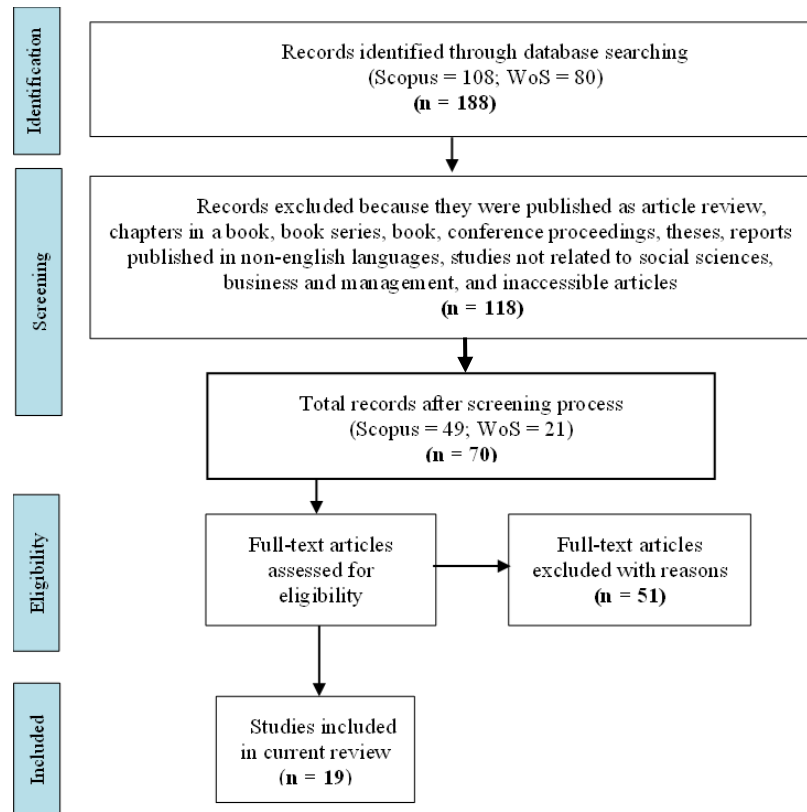 Identification
Records identified through database searching
(Scopus = 108; WoS = 80)
(n = 188)
Screening
Records excluded because they were published as article review,
chapters in a book, book series, book, conference proceedings, theses, reports
published in non-english languages, studies not related to social sciences,
business and management, and inaccessible articles
(n = 118)
Total records after screening process
(Scopus = 49; WoS = 21)
(n = 70)
Eligibility
Full-text articles
assessed for
eligibility
Full-text articles
excluded with reasons
(n = 51)
Included
Studies included
in current review
(n = 19)